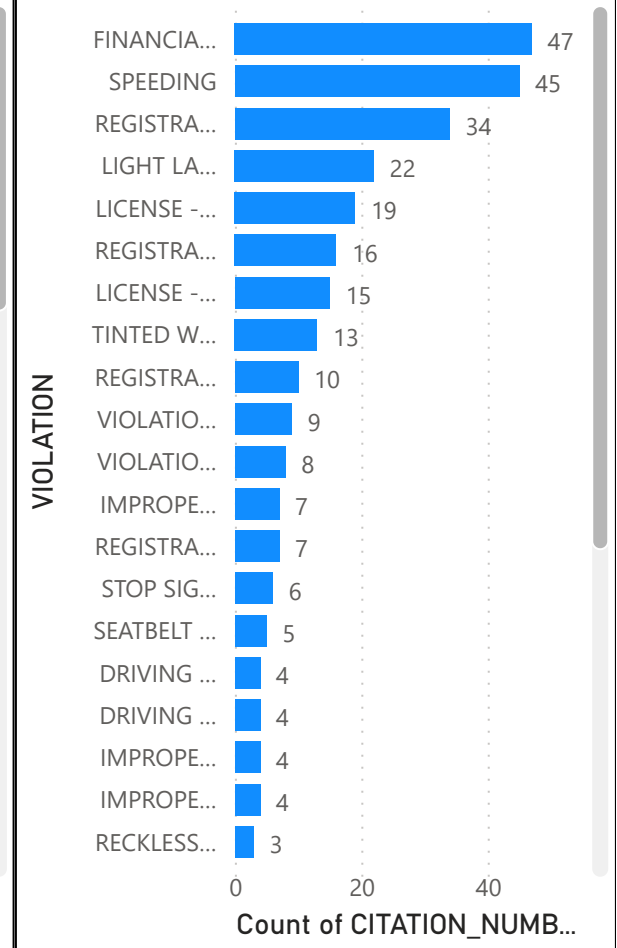 FINANCIA... 47
SPEEDING 45
REGISTRA... 34
LIGHT LA... 22
LICENSE -... 19
REGISTRA... 16
LICENSE -... 15
TINTED W... 13
REGISTRA... 10
VIOLATIO... 9
VIOLATIO... 8
IMPROPE... 7
REGISTRA... 7
STOP SIG... 6
SEATBELT ... 5
DRIVING ... 4
DRIVING ... 4
IMPROPE... 4
IMPROPE... 4
RECKLESS... 3
VIOLATION
0 20 40
Count of CITATION_NUMB...